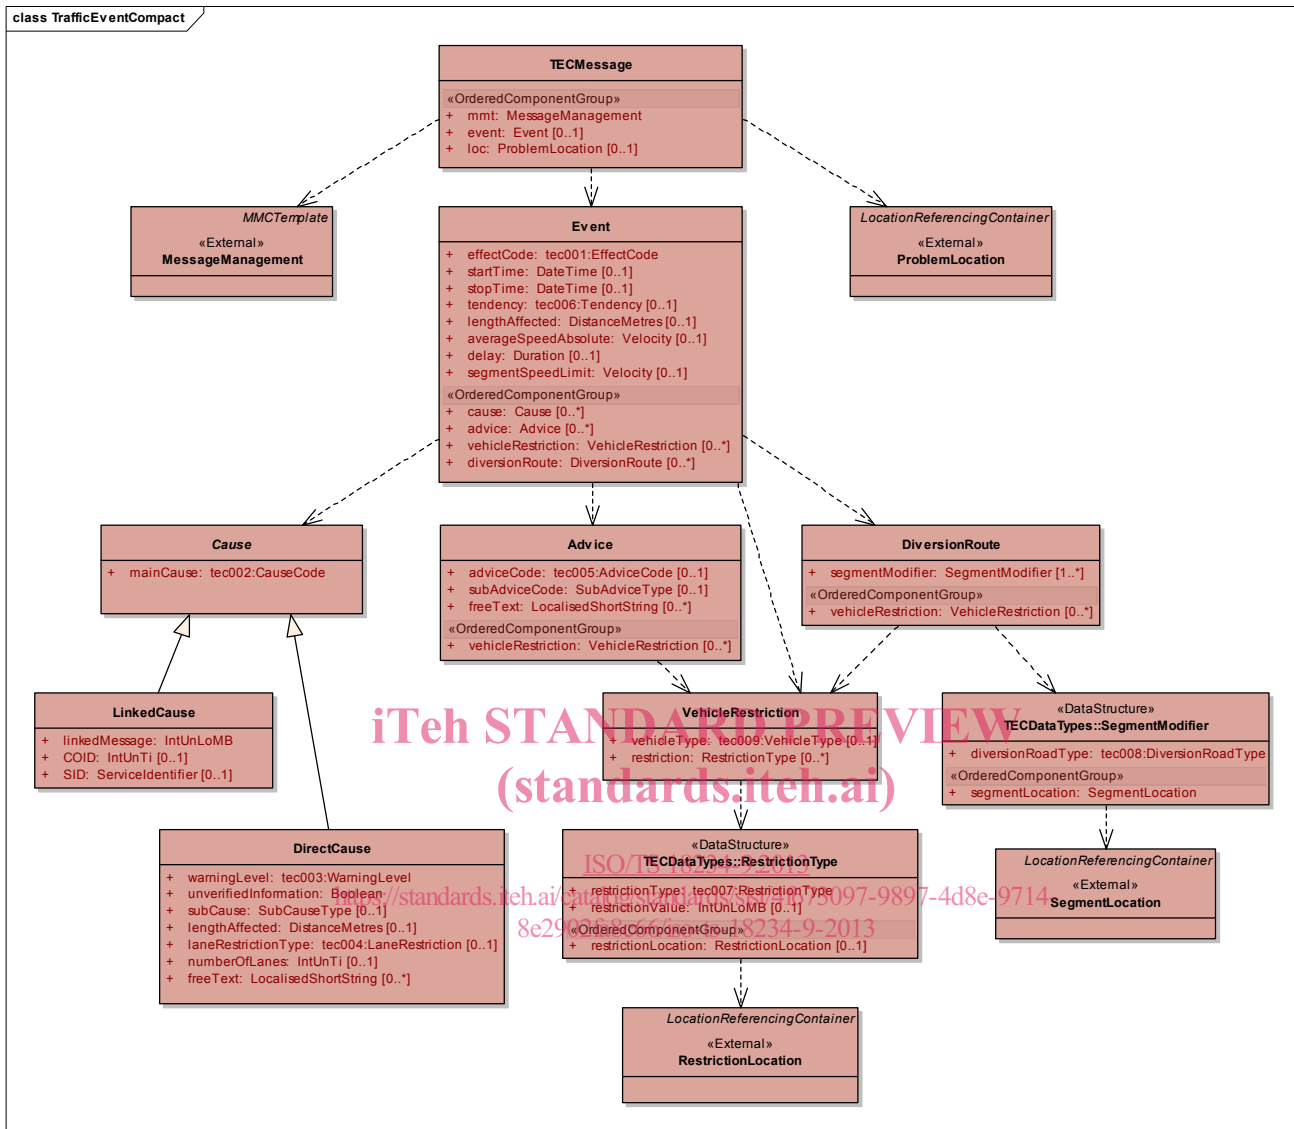 class TrafficEventCompact
TECMessage
«OrderedComponentGroup»
+ mmt: MessageManagement
+ event: Event [0..1]
+ loc: ProblemLocation [0..1]
MMCTemplate
«External»
MessageManagement
Event
+ effectCode: tec001:EffectCode
+ startTime: DateTime [0..1]
+ stopTime: DateTime [0..1]
+ tendency: tec006:Tendency [0..1]
+ lengthAffected: DistanceMetres [0..1]
+ averageSpeedAbsolute: Velocity [0..1]
+ delay: Duration [0..1]
+ segmentSpeedLimit: Velocity [0..1]
«OrderedComponentGroup»
+ cause: Cause [0..*]
+ advice: Advice [0..*]
+ vehicleRestriction: VehicleRestriction [0..*]
+ diversionRoute: DiversionRoute [0..*]
LocationReferencingContainer
«External»
ProblemLocation
Cause
+ mainCause: tec002:CauseCode
Advice
+ adviceCode: tec005:AdviceCode [0..1]
+ subAdviceCode: SubAdviceType [0..1]
+ freeText: LocalisedShortString [0..*]
«OrderedComponentGroup»
+ vehicleRestriction: VehicleRestriction [0..*]
DiversionRoute
+ segmentModifier: SegmentModifier [1..*]
«OrderedComponentGroup»
+ vehicleRestriction: VehicleRestriction [0..*]
LinkedCause
+ linkedMessage: IntUnLoMB
+ COID: IntUnTi [0..1]
+ SID: ServiceIdentifier [0..1]
VehicleRestriction
+ vehicleType: tec009:VehicleType [0..1]
+ restriction: RestrictionType [0..*]
«DataStructure»
TECDataTypes::SegmentModifier
+ diversionRoadType: tec008:DiversionRoadType
«OrderedComponentGroup»
+ segmentLocation: SegmentLocation
iTeh STANDARD PREVIEW
(standards.iteh.ai)
DirectCause
+ warningLevel: tec003:WarningLevel
+ unverifiedInformation: Boolean
+ subCause: SubCauseType [0..1]
+ lengthAffected: DistanceMetres [0..1]
+ laneRestrictionType: tec004:LaneRestriction [0..1]
+ numberOfLanes: IntUnTi [0..1]
+ freeText: LocalisedShortString [0..*]
«DataStructure»
TECDataTypes::RestrictionType
+ restrictionType: tec007:RestrictionType
+ restrictionValue: IntUnLoMB [0..1]
«OrderedComponentGroup»
+ restrictionLocation: RestrictionLocation [0..1]
LocationReferencingContainer
«External»
SegmentLocation
ISO/TS 18234-9:2013
LocationReferencingContainer
«External»
RestrictionLocation